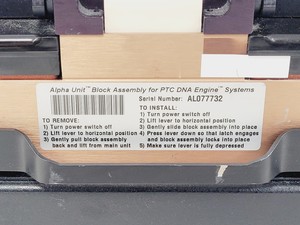 Alpha Unit™ Block Assembly for PTC DNA Engine™ Systems
Serial Number: AL077732
TO REMOVE:
1) Turn power switch off
2) Lift lever to horizontal position
3) Gently pull block assembly
back and lift from main unit
TO INSTALL:
1) Turn power switch off
2) Lift lever to horizontal position
3) Gently slide block assembly into place
4) Press lever down so that latch engages
and block assembly locks into place
5) Make sure lever is fully depressed